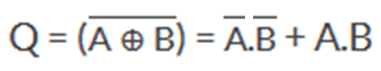 Q = (A̅ ̅⊕̅ ̅B̅) = A̅.B̅ + A.B